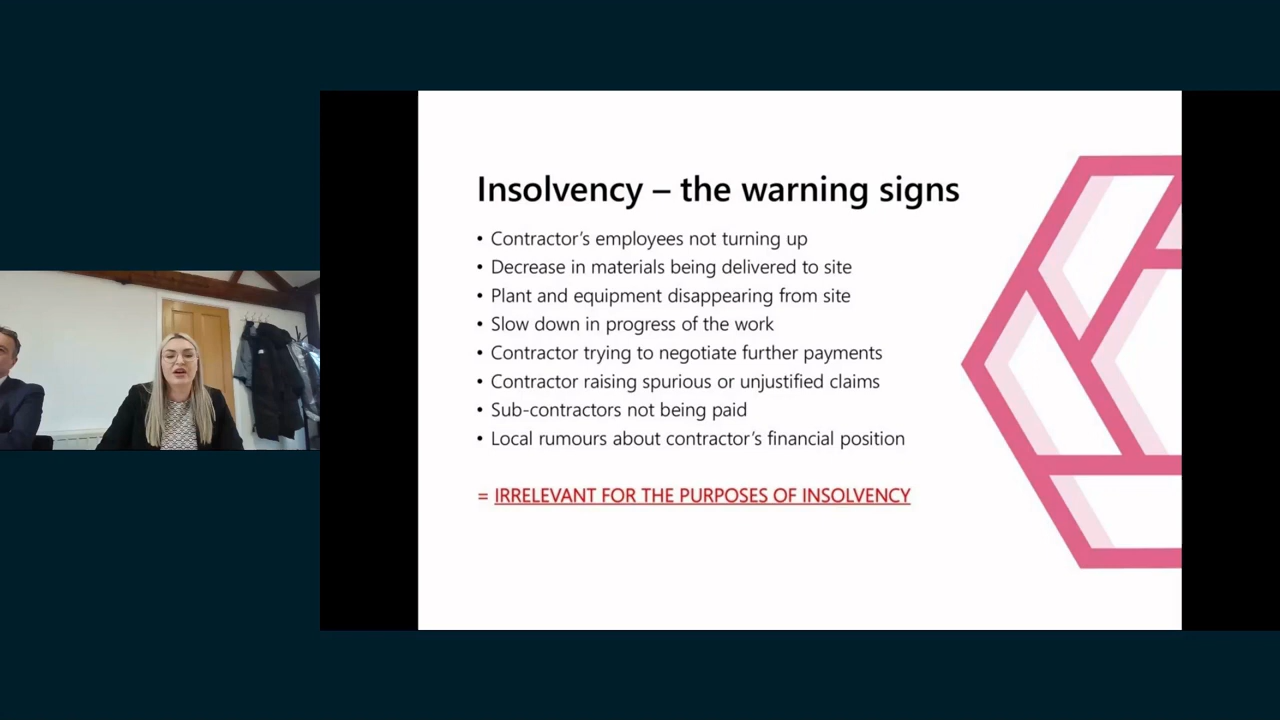 Insolvency – the warning signs
• Contractor’s employees not turning up
• Decrease in materials being delivered to site
• Plant and equipment disappearing from site
• Slow down in progress of the work
• Contractor trying to negotiate further payments
• Contractor raising spurious or unjustified claims
• Sub-contractors not being paid
• Local rumours about contractor’s financial position
= IRRELEVANT FOR THE PURPOSES OF INSOLVENCY